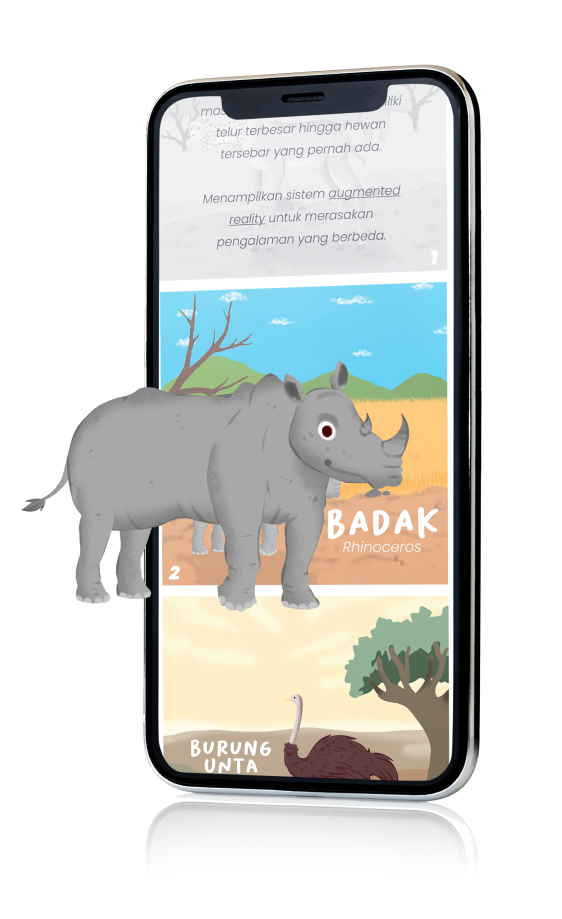 telur terbesar hingga hewan
tersebar yang pernah ada.
Menampilkan sistem augmented
reality untuk merasakan
pengalaman yang berbeda.
1
BADAK
Rhinoceros
2
BURUNG
UNTA